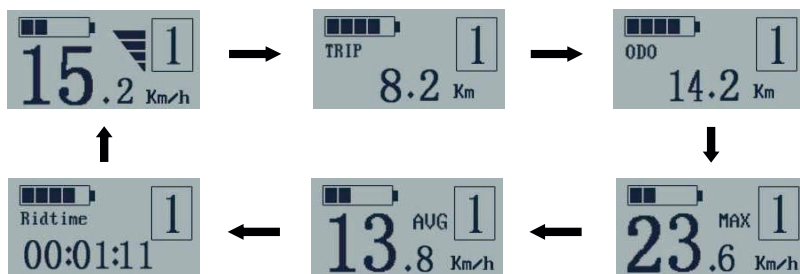 1
15.2 Km/h
1
TRIP
8.2 Km
1
ODO
14.2 Km
1
Ridtime
00:01:11
1
AVG
13.8 Km/h
1
MAX
23.6 Km/h